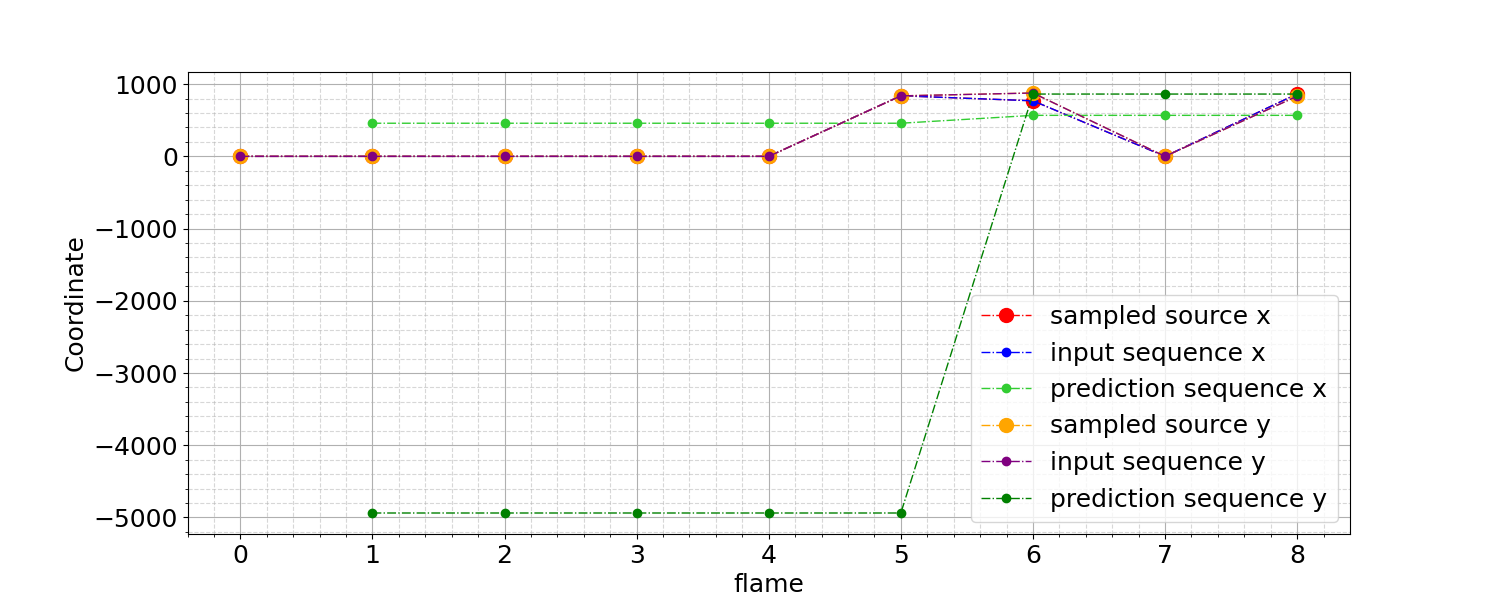 1000
0
−1000
−2000
−3000
−4000
−5000
Coordinate
0 1 2 3 4 5 6 7 8
flame
sampled source x
input sequence x
prediction sequence x
sampled source y
input sequence y
prediction sequence y